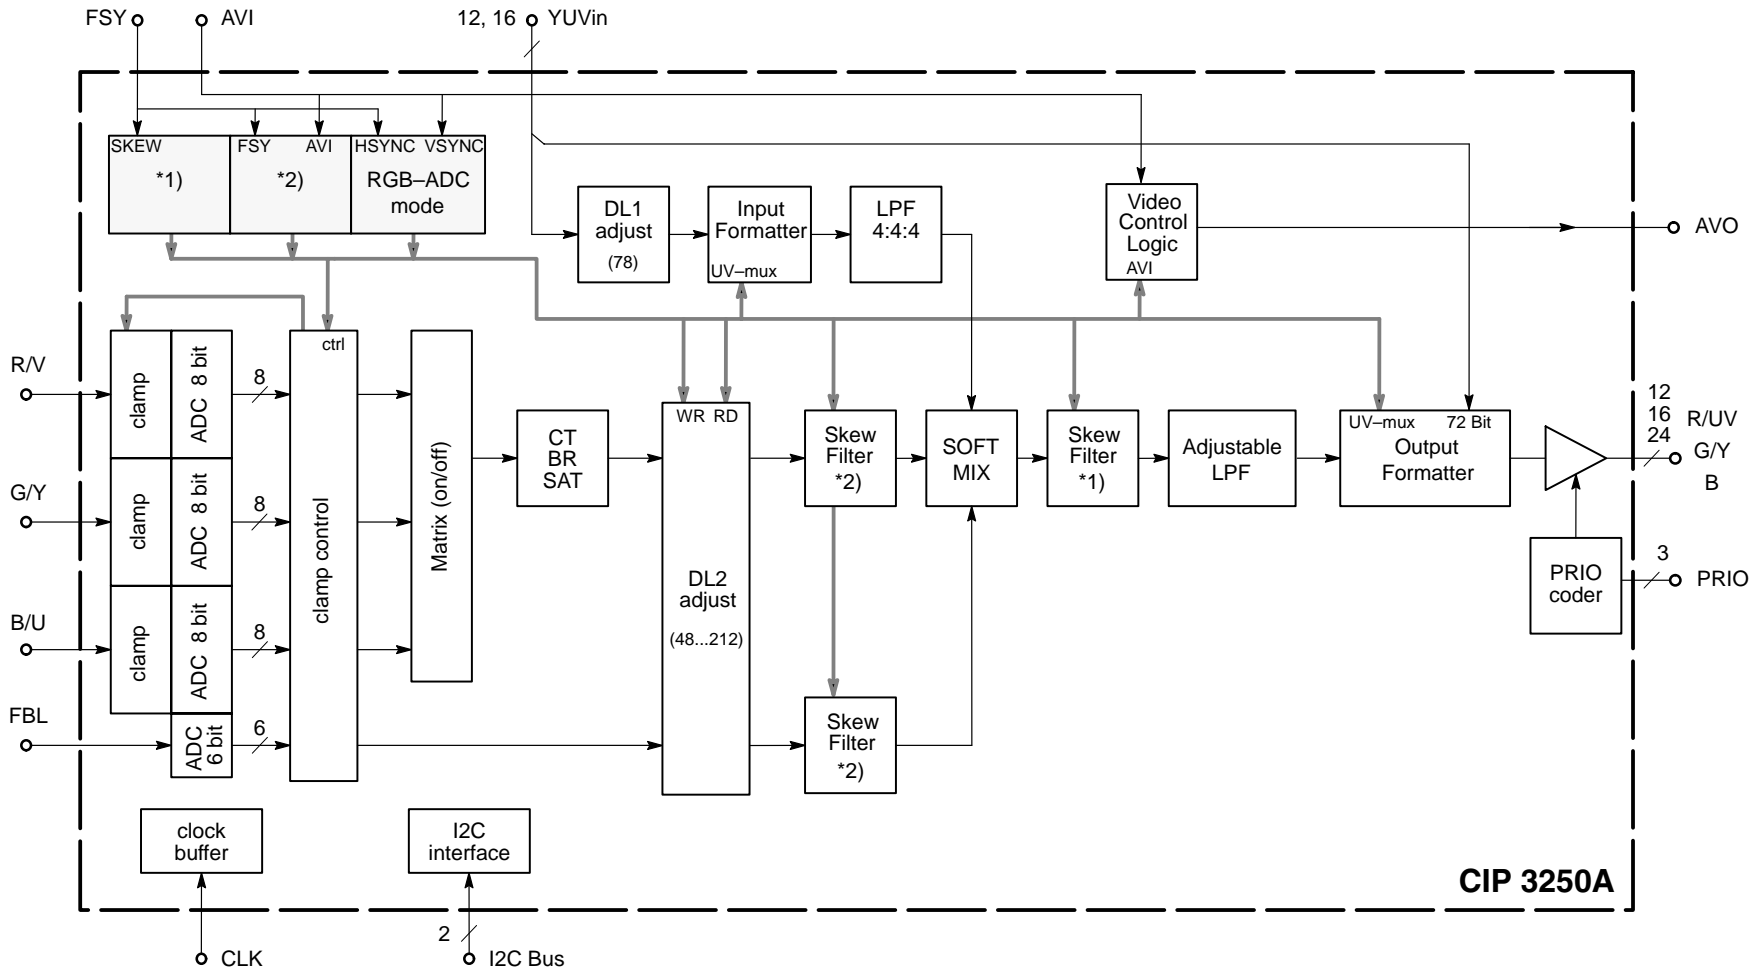 FSY
AVI
12, 16
YUVin
SKEW
*1)
FSY AVI
*2)
HSYNC VSYNC
RGB–ADC
mode
DL1
adjust
(78)
Input
Formatter
UV–mux
LPF
4:4:4
Video
Control
Logic
AVI
AVO
R/V
clamp
ADC 8 bit
8
G/Y
clamp
ADC 8 bit
8
B/U
clamp
ADC 8 bit
8
FBL
ADC
6 bit
6
ctrl
clamp control
Matrix (on/off)
CT
BR
SAT
WR RD
DL2
adjust
(48...212)
Skew
Filter
*2)
Skew
Filter
*2)
SOFT
MIX
Skew
Filter
*1)
Adjustable
LPF
UV–mux 72 Bit
Output
Formatter
12
16
24
R/UV
G/Y
B
PRIO
coder
3
PRIO
clock
buffer
I2C
interface
CIP 3250A
CLK
2
I2C Bus